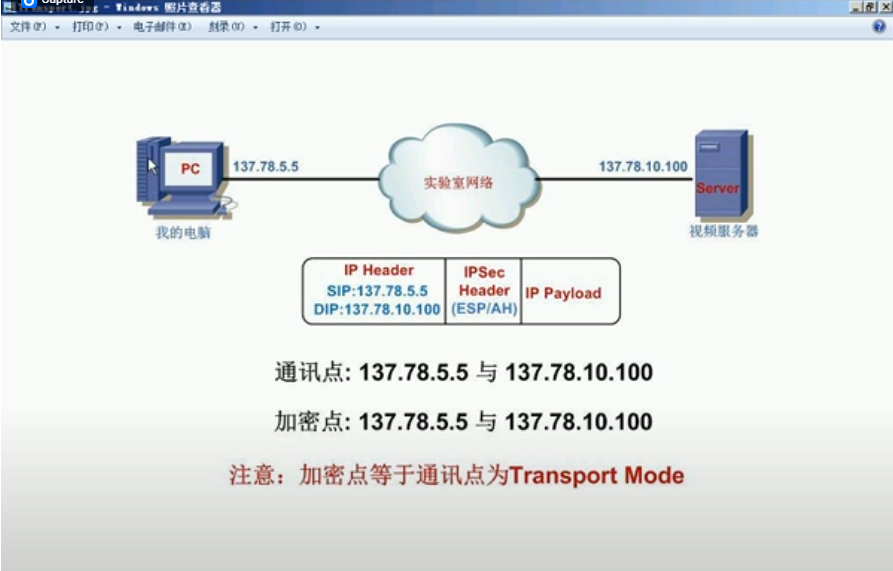 Capture
Transport.jpg - Windows 照片查看器
文件(F) 打印(P) 电子邮件(E) 刻录(U) 打开(O)
PC
137.78.5.5
实验室网络
137.78.10.100
Server
我的电脑
视频服务器
IP Header
SIP:137.78.5.5
DIP:137.78.10.100
IPSec
Header
(ESP/AH)
IP Payload
通讯点: 137.78.5.5 与 137.78.10.100
加密点: 137.78.5.5 与 137.78.10.100
注意：加密点等于通讯点为Transport Mode